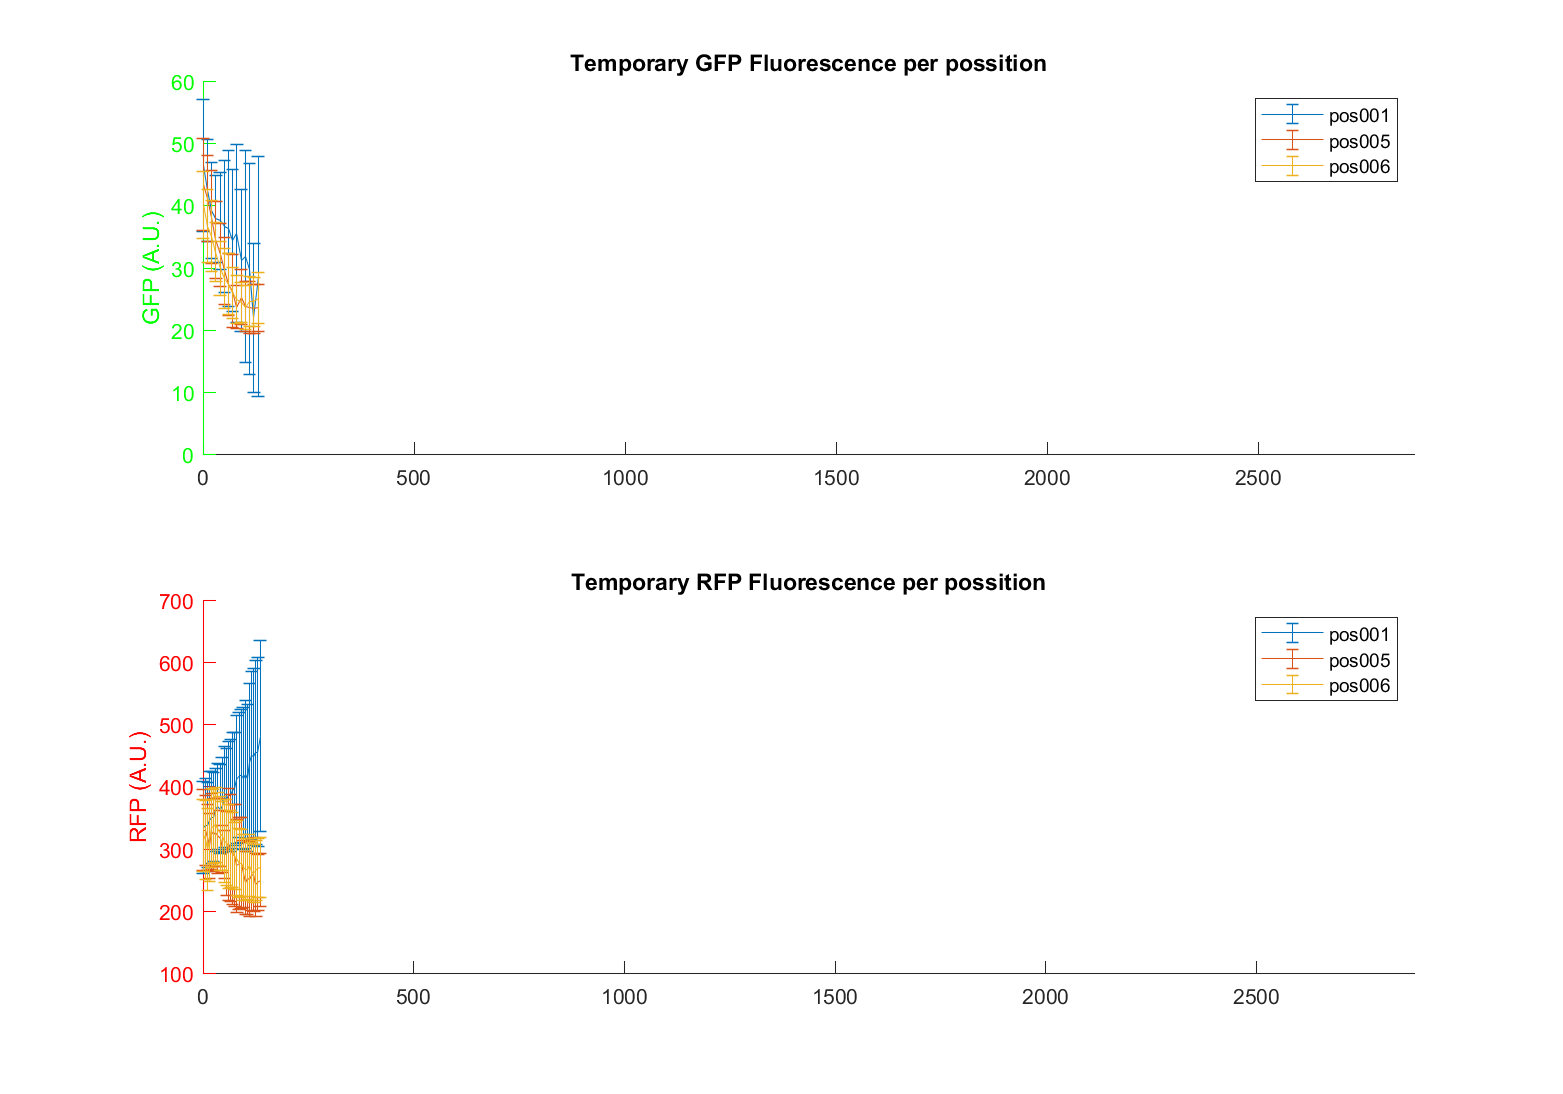 Temporary GFP Fluorescence per possition
60
50
40
30
20
10
0
GFP (A.U.)
0 500 1000 1500 2000 2500
pos001
pos005
pos006
Temporary RFP Fluorescence per possition
700
600
500
400
300
200
100
RFP (A.U.)
0 500 1000 1500 2000 2500
pos001
pos005
pos006